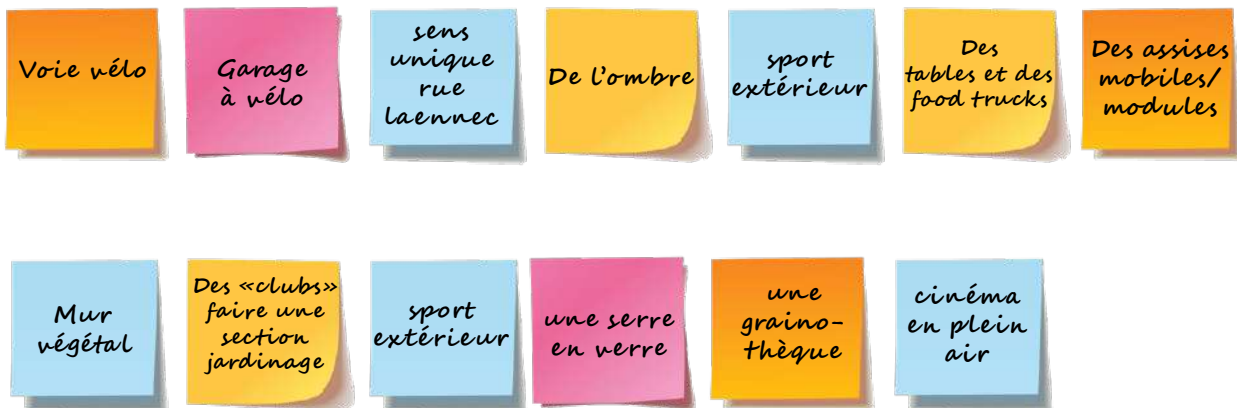 Voie vélo
Garage
à vélo
sens
unique
rue
laennec
De l'ombre
sport
extérieur
Des
tables et des
food trucks
Des assises
mobiles/
modules
Mur
végétal
Des «clubs»
faire une
section
jardinage
sport
extérieur
une serre
en verre
une
graino-
thèque
cinéma
en plein
air